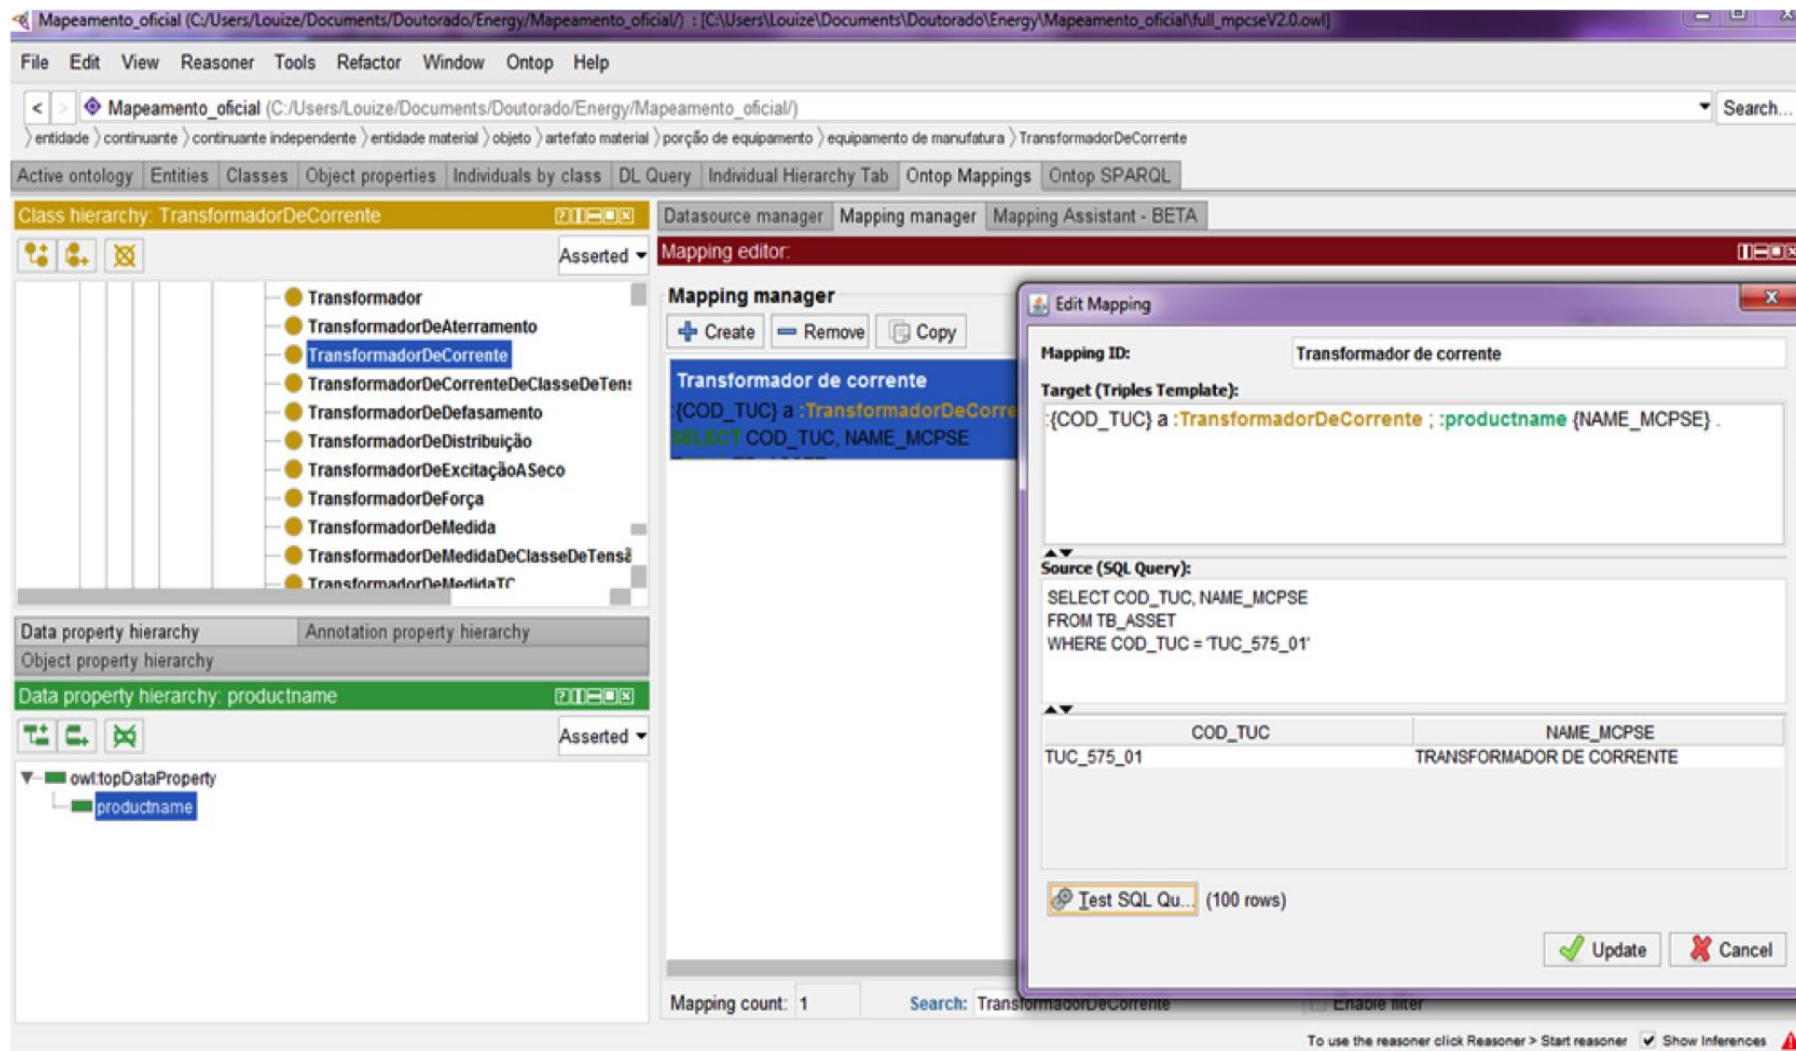 Mapeamento_oficial (C:/Users/Louize/Documents/Doutorado/Energy/Mapeamento_oficial/) : [C:\Users\Louize\Documents\Doutorado\Energy\Mapeamento_oficial\full_mpcseV2.0.owl]
File Edit View Reasoner Tools Refactor Window Ontop Help
< > Mapeamento_oficial (C:/Users/Louize/Documents/Doutorado/Energy/Mapeamento_oficial/) Search...
entidade continuante continuante independente entidade material objeto artefato material porção de equipamento equipamento de manufatura TransformadorDeCorrente
Active ontology Entities Classes Object properties Individuals by class DL Query Individual Hierarchy Tab Ontop Mappings Ontop SPARQL
Class hierarchy: TransformadorDeCorrente
Asserted
Transformador
TransformadorDeAterramento
TransformadorDeCorrente
TransformadorDeCorrenteDeClasseDeTens
TransformadorDeDefasamento
TransformadorDeDistribuição
TransformadorDeExcitaçãoASeco
TransformadorDeForça
TransformadorDeMedida
TransformadorDeMedidaDeClasseDeTensã
TransformadorDeMedidaTC
Data property hierarchy Annotation property hierarchy
Object property hierarchy
Data property hierarchy: productname
Asserted
owl:topDataProperty
productname
Datasource manager Mapping manager Mapping Assistant - BETA
Mapping editor:
Mapping manager
Create Remove Copy
Transformador de corrente
:{COD_TUC} a :TransformadorDeCorre
SELECT COD_TUC, NAME_MCPSE
Mapping count: 1 Search: TransformadorDeCorrente Enable filter
Edit Mapping
Mapping ID: Transformador de corrente
Target (Triples Template):
:{COD_TUC} a :TransformadorDeCorrente ; :productname {NAME_MCPSE} .
Source (SQL Query):
SELECT COD_TUC, NAME_MCPSE
FROM TB_ASSET
WHERE COD_TUC = 'TUC_575_01'
COD_TUC NAME_MCPSE
TUC_575_01 TRANSFORMADOR DE CORRENTE
Test SQL Qu... (100 rows)
Update Cancel
To use the reasoner click Reasoner > Start reasoner Show Inferences